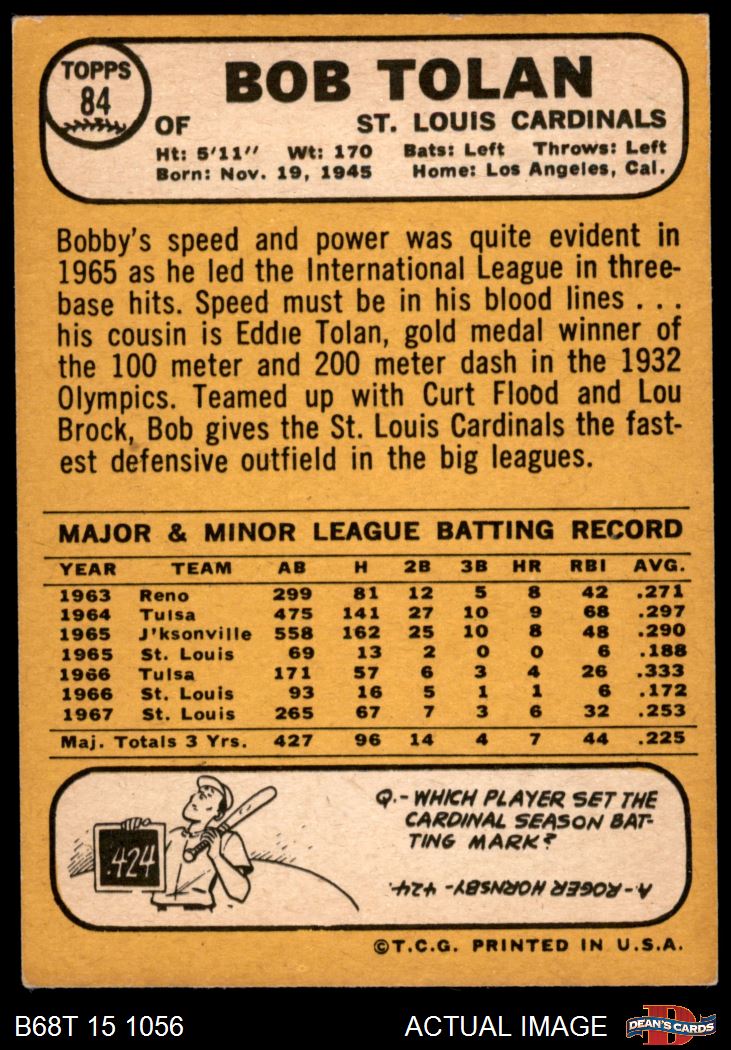 TOPPS
84
BOB TOLAN
OF
ST. LOUIS CARDINALS
Ht: 5'11" Wt: 170 Bats: Left Throws: Left
Born: Nov. 19, 1945 Home: Los Angeles, Cal.
Bobby's speed and power was quite evident in
1965 as he led the International League in three-
base hits. Speed must be in his blood lines . . .
his cousin is Eddie Tolan, gold medal winner of
the 100 meter and 200 meter dash in the 1932
Olympics. Teamed up with Curt Flood and Lou
Brock, Bob gives the St. Louis Cardinals the fast-
est defensive outfield in the big leagues.
MAJOR & MINOR LEAGUE BATTING RECORD
YEAR TEAM AB H 2B 3B HR RBI AVG.
1963 Reno 299 81 12 5 8 42 .271
1964 Tulsa 475 141 27 10 9 68 .297
1965 J'ksonville 558 162 25 10 8 48 .290
1965 St. Louis 69 13 2 0 0 6 .188
1966 Tulsa 171 57 6 3 4 26 .333
1966 St. Louis 93 16 5 1 1 6 .172
1967 St. Louis 265 67 7 3 6 32 .253
Maj. Totals 3 Yrs. 427 96 14 4 7 44 .225
.424
Q.- WHICH PLAYER SET THE
CARDINAL SEASON BAT-
TING MARK?
A- ROGER HORNSBY- .424.
©T.C.G. PRINTED IN U.S.A.
B68T 15 1056
ACTUAL IMAGE
D
DEAN'S CARDS